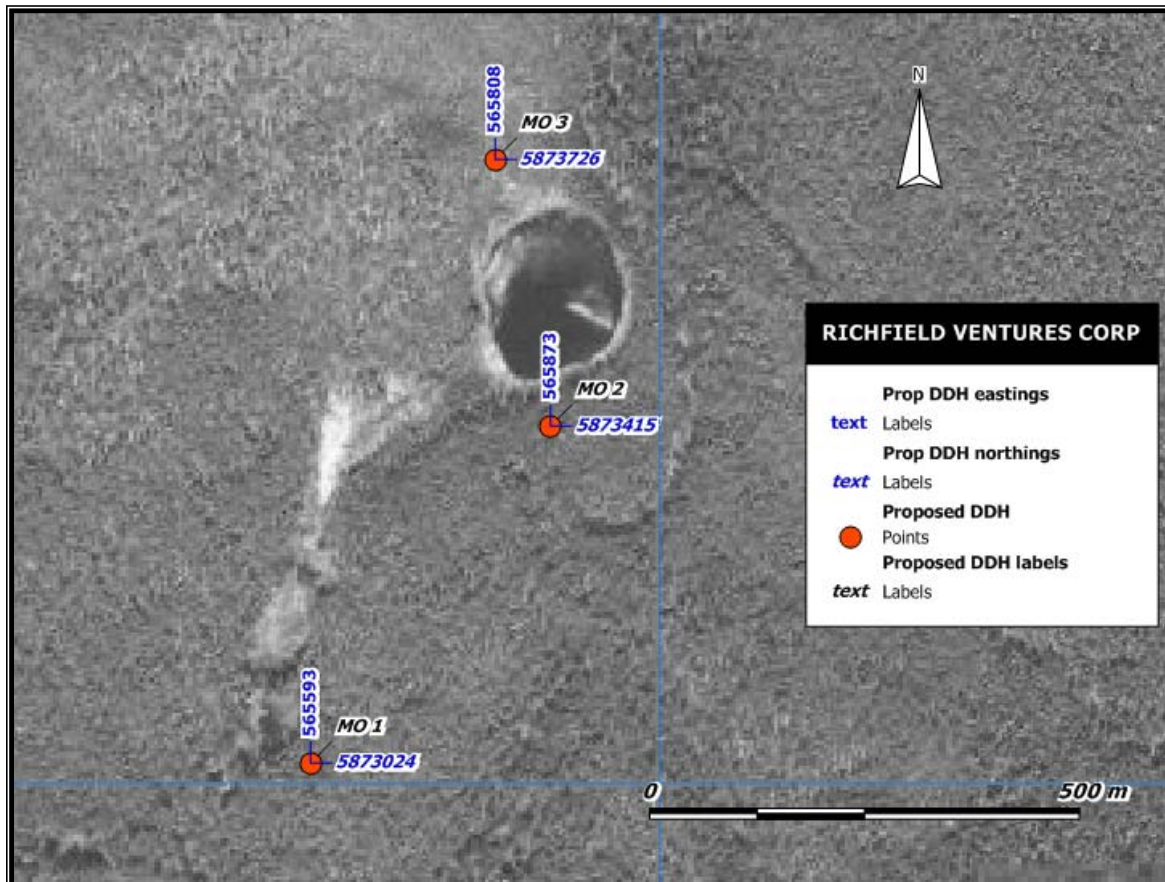 N
565808
MO 3
5873726
RICHFIELD VENTURES CORP
Prop DDH eastings
text Labels
Prop DDH northings
text Labels
Proposed DDH
Points
Proposed DDH labels
text Labels
565873
MO 2
5873415
565593
MO 1
5873024
0 500 m